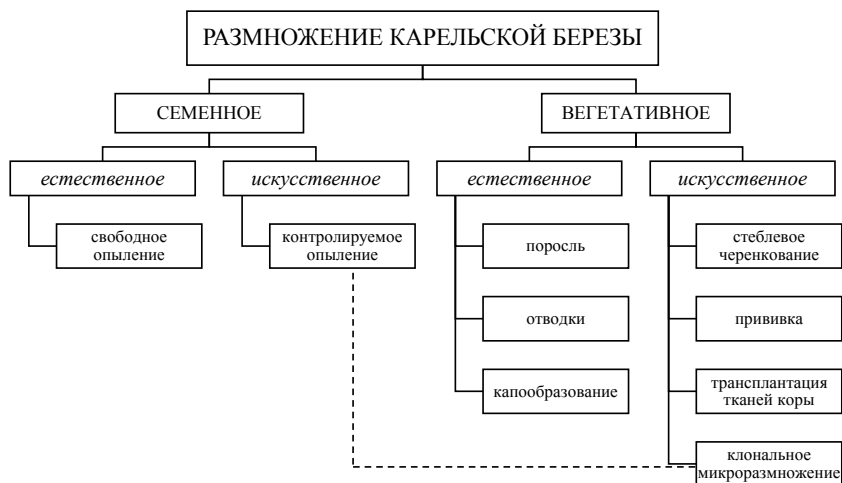 РАЗМНОЖЕНИЕ КАРЕЛЬСКОЙ БЕРЕЗЫ
СЕМЕННОЕ
ВЕГЕТАТИВНОЕ
естественное
искусственное
естественное
искусственное
свободное
опыление
контролируемое
опыление
поросль
стеблевое
черенкование
отводки
прививка
капообразование
трансплантация
тканей коры
клональное
микроразмножение